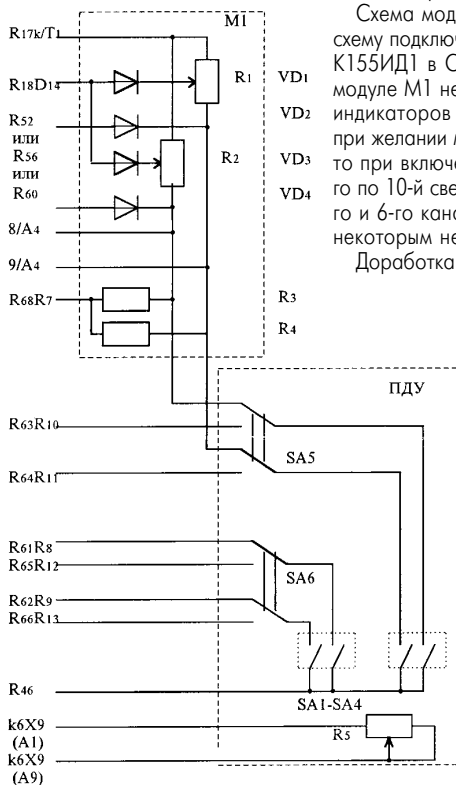 M1
R17k/T1
R18D14
R52
или
R56
или
R60
8/A4
9/A4
R68R7
R1
R2
R3
R4
VD1
VD2
VD3
VD4
Схема мод
схему подключ
К155ИД1 в С
модуле М1 не
индикаторов
при желании м
то при включе
го по 10-й све
го и 6-го кана
некоторым не
Доработка
ПДУ
R63R10
SA5
R64R11
R61R8
R65R12
SA6
R62R9
R66R13
R46
SA1-SA4
k6X9
(A1)
R5
k6X9
(A9)